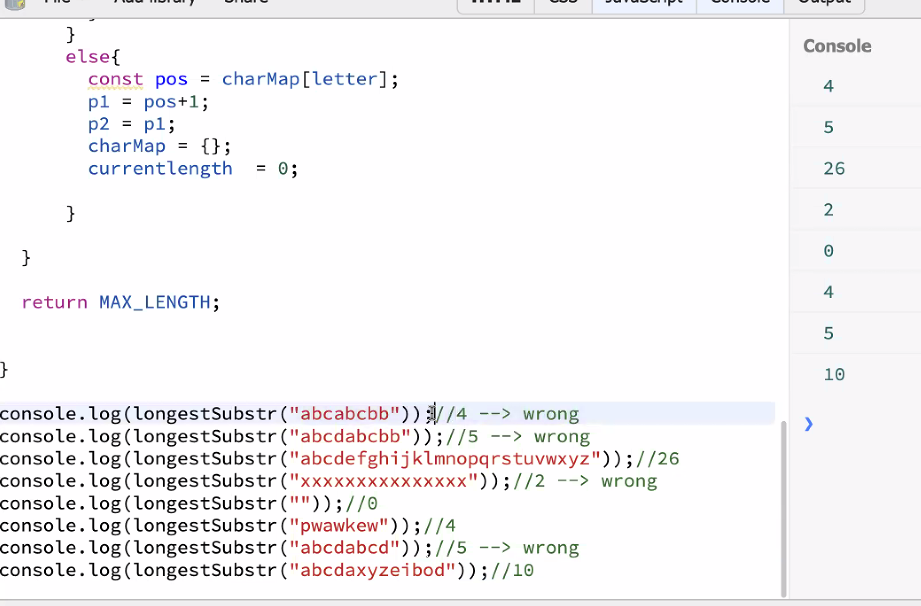 File Add library Share
HTML CSS JavaScript Console Output
}
else{
const pos = charMap[letter];
p1 = pos+1;
p2 = p1;
charMap = {};
currentlength = 0;
}
}
return MAX_LENGTH;
}
console.log(longestSubstr("abcabcbb"));//4 --> wrong
console.log(longestSubstr("abcdabcbb"));//5 --> wrong
console.log(longestSubstr("abcdefghijklmnopqrstuvwxyz"));//26
console.log(longestSubstr("xxxxxxxxxxxxxxx"));//2 --> wrong
console.log(longestSubstr(""));//0
console.log(longestSubstr("pwawkew"));//4
console.log(longestSubstr("abcdabcd"));//5 --> wrong
console.log(longestSubstr("abcdaxyzeibod"));//10
Console
4
5
26
2
0
4
5
10
❯